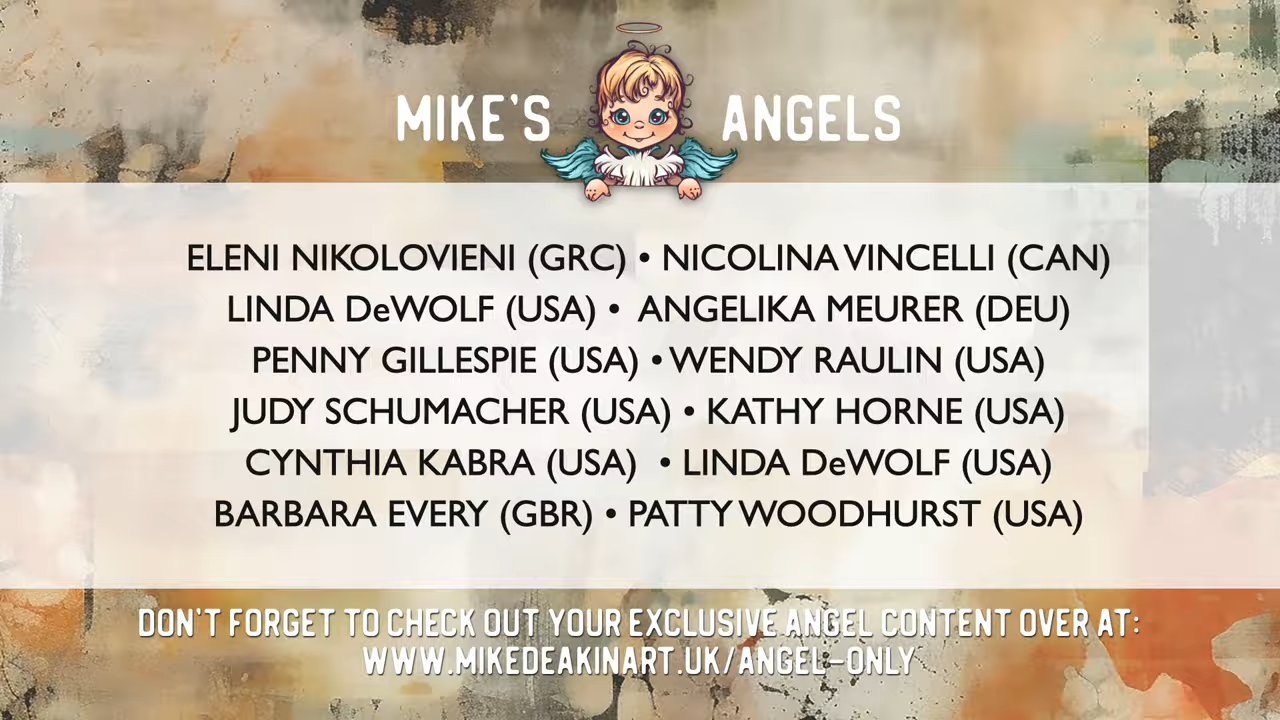 MIKE'S ANGELS
ELENI NIKOLOVIENI (GRC) • NICOLINA VINCELLI (CAN)
LINDA DeWOLF (USA) • ANGELIKA MEURER (DEU)
PENNY GILLESPIE (USA) • WENDY RAULIN (USA)
JUDY SCHUMACHER (USA) • KATHY HORNE (USA)
CYNTHIA KABRA (USA) • LINDA DeWOLF (USA)
BARBARA EVERY (GBR) • PATTY WOODHURST (USA)
DON'T FORGET TO CHECK OUT YOUR EXCLUSIVE ANGEL CONTENT OVER AT:
WWW.MIKEDEAKINART.UK/ANGEL-ONLY